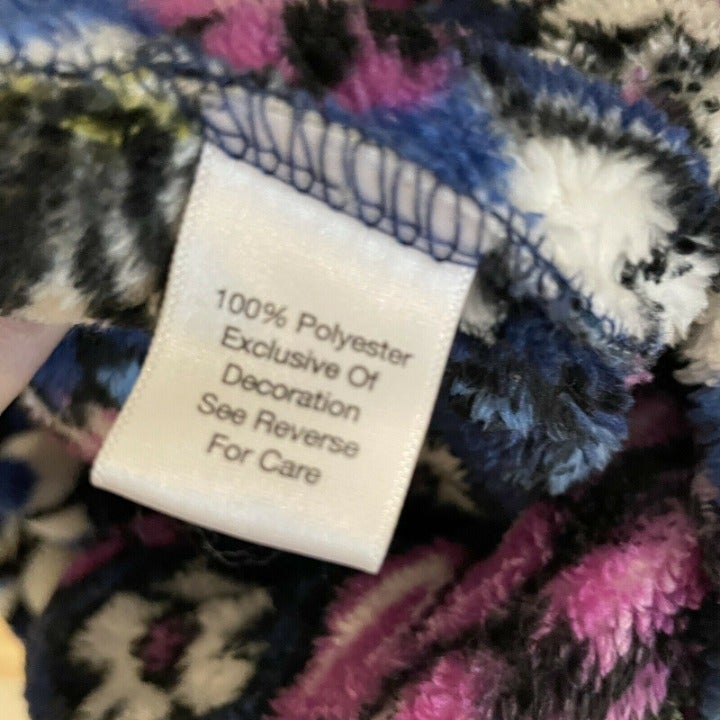 100% Polyester
Exclusive Of
Decoration
See Reverse
For Care